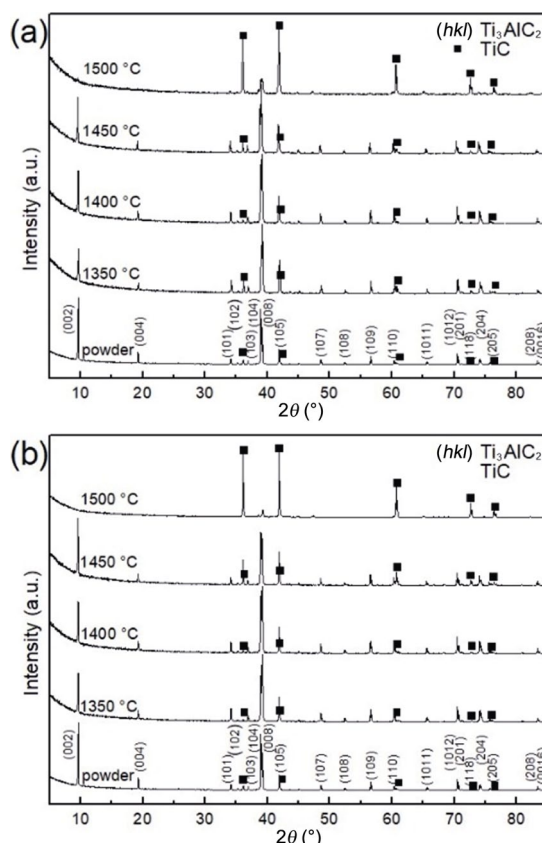 (a)
(hkl) Ti₃AlC₂
■ TiC
1500 °C
1450 °C
1400 °C
1350 °C
powder
(002)
(004)
(101)
(102)
(103)
(104)
(008)
(105)
(107)
(108)
(109)
(110)
(1011)
(1012)
(201)
(118)
(204)
(205)
(208)
(0016)
Intensity (a.u.)
10 20 30 40 50 60 70 80
2θ (°)
(b)
(hkl) Ti₃AlC₂
■ TiC
1500 °C
1450 °C
1400 °C
1350 °C
powder
(002)
(004)
(101)
(102)
(103)
(104)
(008)
(105)
(107)
(108)
(109)
(110)
(1011)
(1012)
(201)
(118)
(204)
(205)
(208)
(0016)
Intensity (a.u.)
10 20 30 40 50 60 70 80
2θ (°)